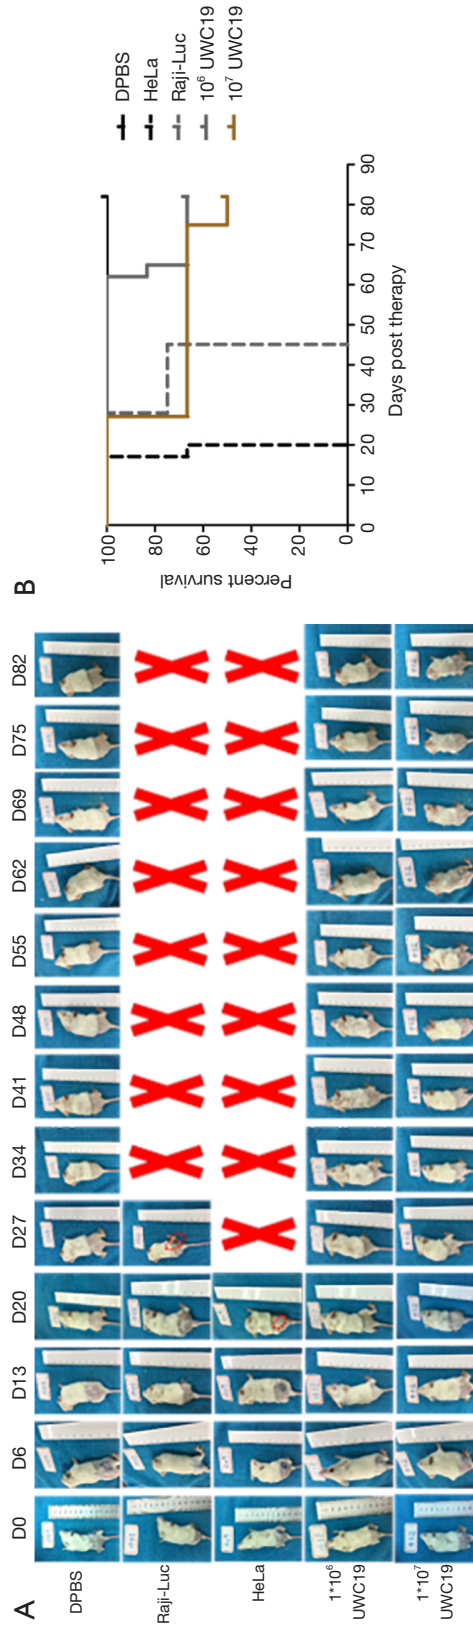 A
D0 D6 D13 D20 D27 D34 D41 D48 D55 D62 D69 D75 D82
DPBS
Raji-Luc
HeLa
1*10⁶
UWC19
1*10⁷
UWC19
B
Percent survival
100
80
60
40
20
0
0 10 20 30 40 50 60 70 80 90
Days post therapy
DPBS
HeLa
Raji-Luc
10⁶ UWC19
10⁷ UWC19